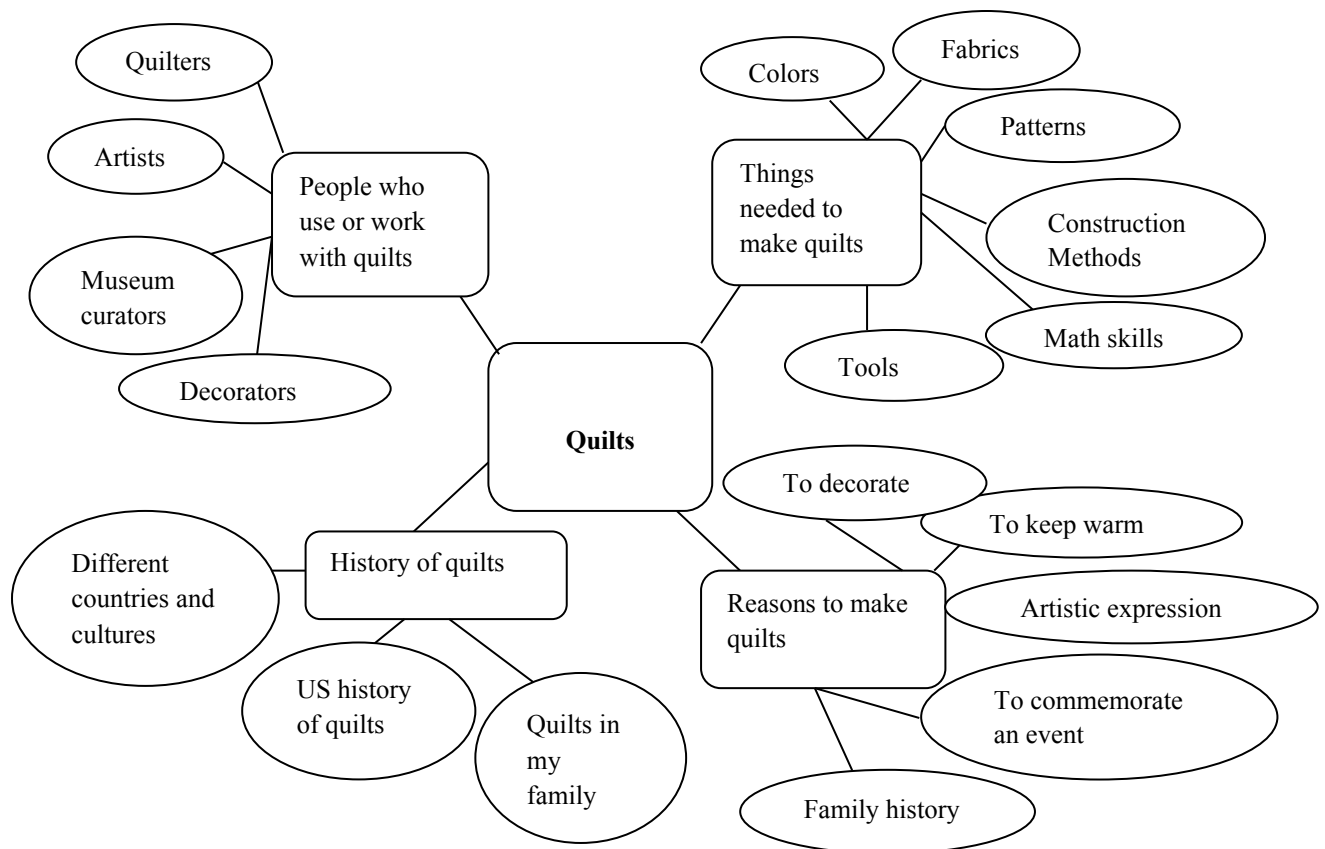 Quilters
Artists
Museum
curators
Decorators
People who
use or work
with quilts
Colors
Fabrics
Patterns
Construction
Methods
Math skills
Tools
Things
needed to
make quilts
Quilts
History of quilts
Different
countries and
cultures
US history
of quilts
Quilts in
my
family
Reasons to make
quilts
To decorate
To keep warm
Artistic expression
To commemorate
an event
Family history